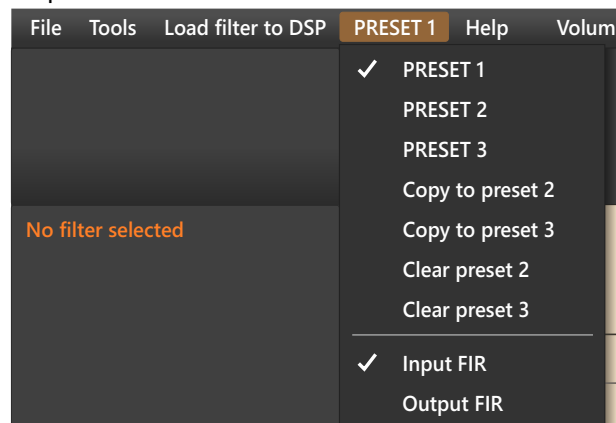 File Tools Load filter to DSP PRESET 1 Help Volum
PRESET 1
PRESET 2
PRESET 3
Copy to preset 2
No filter selected
Copy to preset 3
Clear preset 2
Clear preset 3
Input FIR
Output FIR